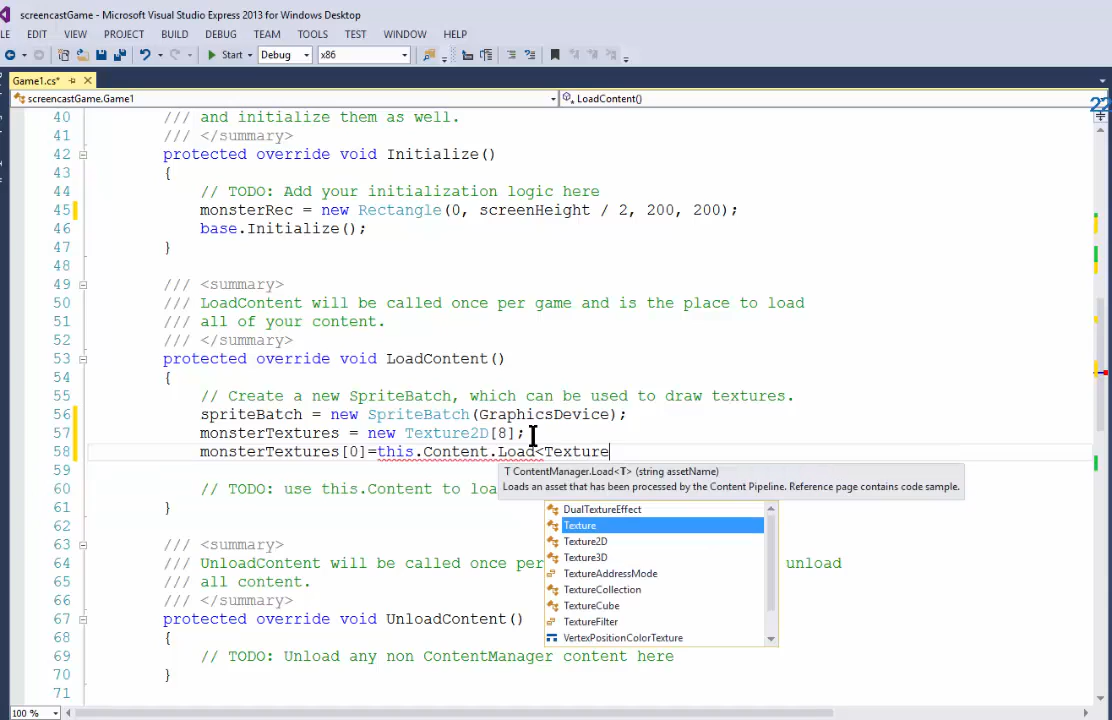 screencastGame - Microsoft Visual Studio Express 2013 for Windows Desktop
LE EDIT VIEW PROJECT BUILD DEBUG TEAM TOOLS TEST WINDOW HELP
Start Debug x86
Game1.cs*
screencastGame.Game1 LoadContent()
22
40 /// and initialize them as well.
41 /// </summary>
42 protected override void Initialize()
43 {
44 // TODO: Add your initialization logic here
45 monsterRec = new Rectangle(0, screenHeight / 2, 200, 200);
46 base.Initialize();
47 }
48
49 /// <summary>
50 /// LoadContent will be called once per game and is the place to load
51 /// all of your content.
52 /// </summary>
53 protected override void LoadContent()
54 {
55 // Create a new SpriteBatch, which can be used to draw textures.
56 spriteBatch = new SpriteBatch(GraphicsDevice);
57 monsterTextures = new Texture2D[8];
58 monsterTextures[0]=this.Content.Load<Texture
59 T ContentManager.Load<T> (string assetName)
60 // TODO: use this.Content to loa Loads an asset that has been processed by the Content Pipeline. Reference page contains code sample.
61 } DualTextureEffect
62 Texture
63 /// <summary> Texture2D
64 /// UnloadContent will be called once per Texture3D unload
65 /// all content. TextureAddressMode
66 /// </summary> TextureCollection
67 protected override void UnloadContent() TextureCube
TextureFilter
68 { VertexPositionColorTexture
69 // TODO: Unload any non ContentManager content here
70 }
71
100 %